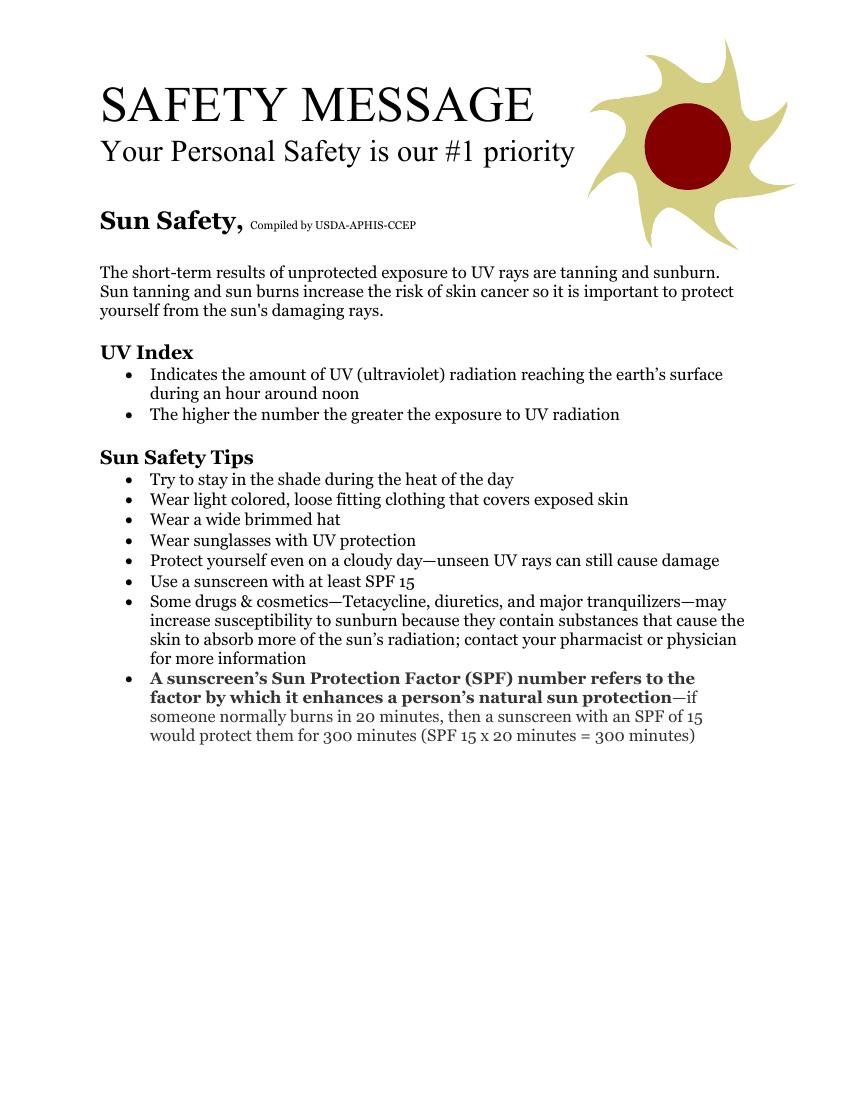 SAFETY MESSAGE
Your Personal Safety is our #1 priority
Sun Safety, Compiled by USDA-APHIS-CCEP
The short-term results of unprotected exposure to UV rays are tanning and sunburn.
Sun tanning and sun burns increase the risk of skin cancer so it is important to protect
yourself from the sun's damaging rays.
UV Index
• Indicates the amount of UV (ultraviolet) radiation reaching the earth’s surface
during an hour around noon
• The higher the number the greater the exposure to UV radiation
Sun Safety Tips
• Try to stay in the shade during the heat of the day
• Wear light colored, loose fitting clothing that covers exposed skin
• Wear a wide brimmed hat
• Wear sunglasses with UV protection
• Protect yourself even on a cloudy day—unseen UV rays can still cause damage
• Use a sunscreen with at least SPF 15
• Some drugs & cosmetics—Tetacycline, diuretics, and major tranquilizers—may
increase susceptibility to sunburn because they contain substances that cause the
skin to absorb more of the sun’s radiation; contact your pharmacist or physician
for more information
• A sunscreen’s Sun Protection Factor (SPF) number refers to the
factor by which it enhances a person’s natural sun protection—if
someone normally burns in 20 minutes, then a sunscreen with an SPF of 15
would protect them for 300 minutes (SPF 15 x 20 minutes = 300 minutes)